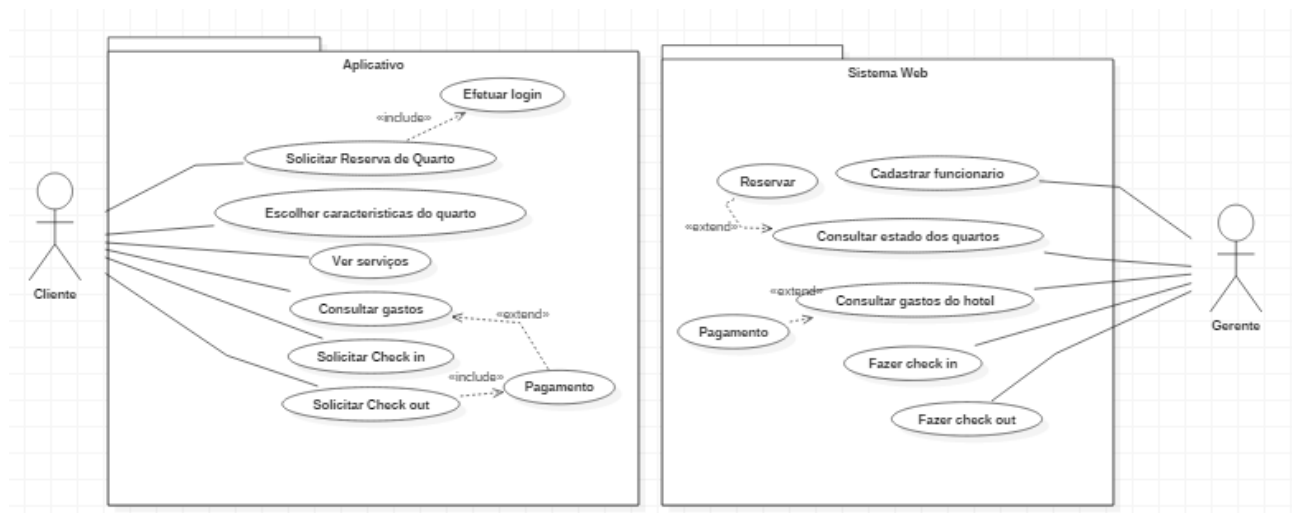 Aplicativo
Efetuar login
«include»
Solicitar Reserva de Quarto
Escolher caracteristicas do quarto
Ver serviços
Consultar gastos
«extend»
Solicitar Check in
«include»
Pagamento
Solicitar Check out
Cliente
Sistema Web
Reservar
Cadastrar funcionario
«extend»
Consultar estado dos quartos
«extend»
Consultar gastos do hotel
Pagamento
Fazer check in
Fazer check out
Gerente